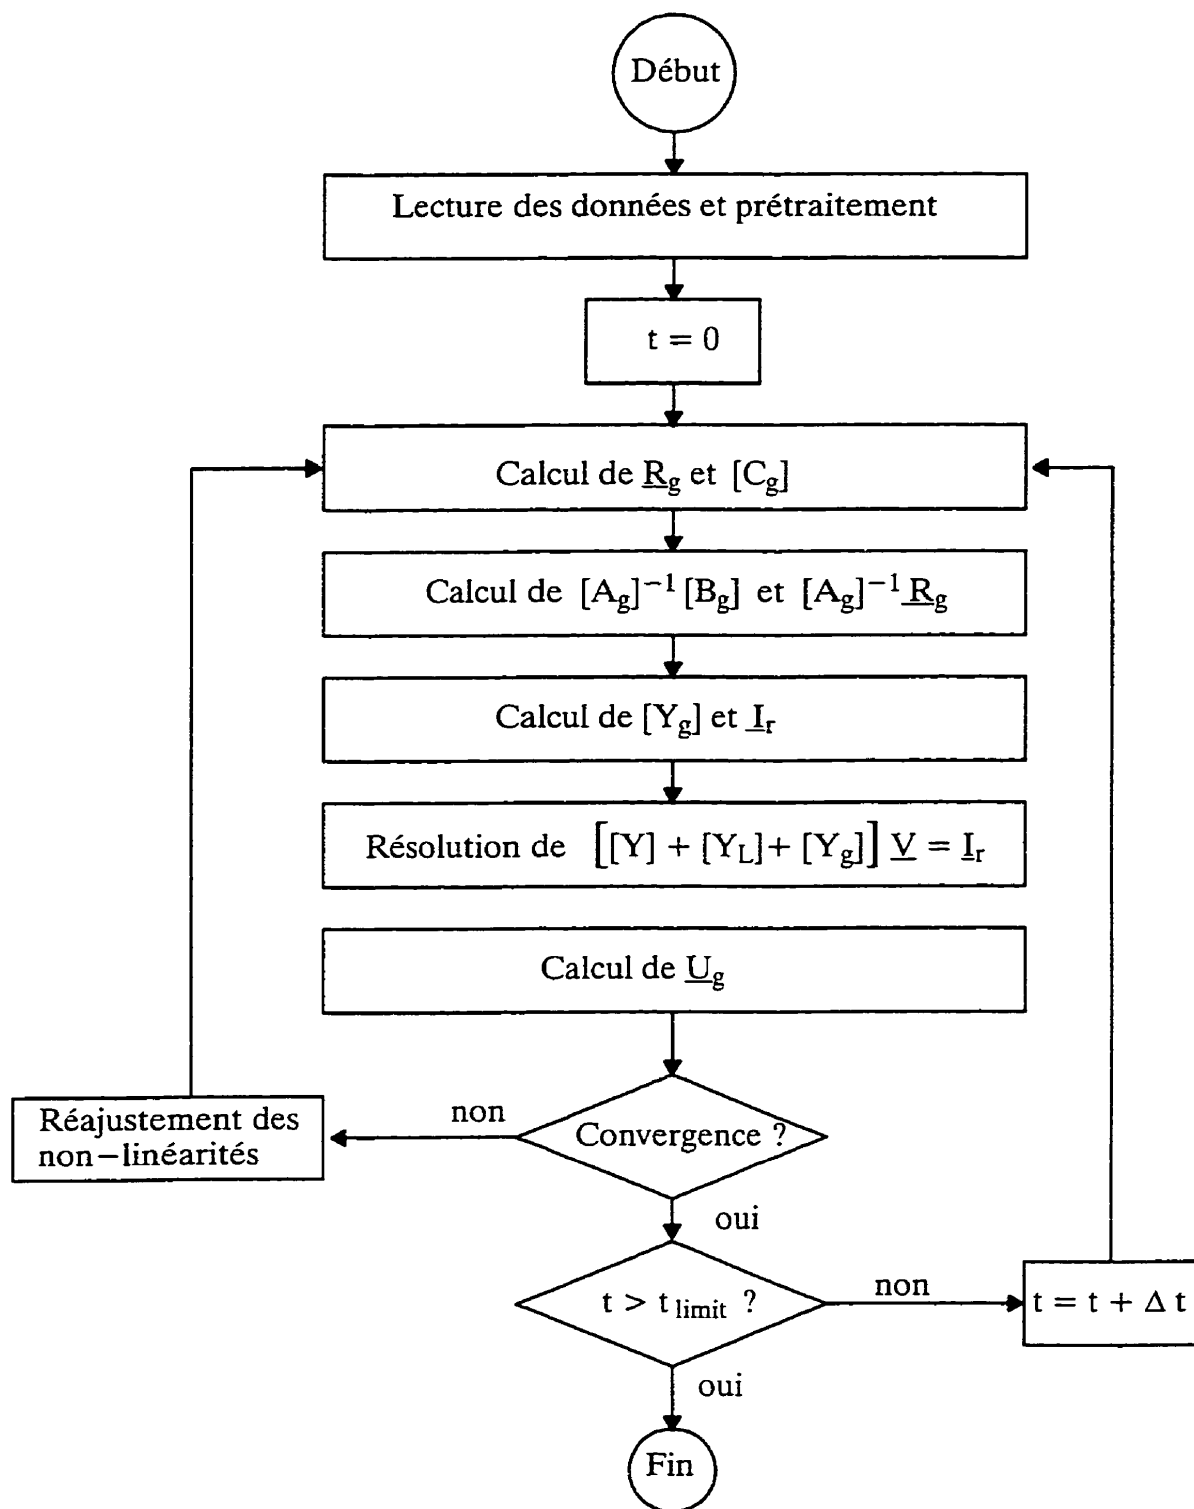 Début
Lecture des données et prétraitement
t = 0
Calcul de R_g et [C_g]
Calcul de [A_g]⁻¹ [B_g] et [A_g]⁻¹ R_g
Calcul de [Y_g] et I_r
Résolution de [[Y] + [Y_L] + [Y_g]] V = I_r
Calcul de U_g
Convergence ?
non
Réajustement des
non-linéarités
oui
t > t_limit ?
non
t = t + Δ t
oui
Fin